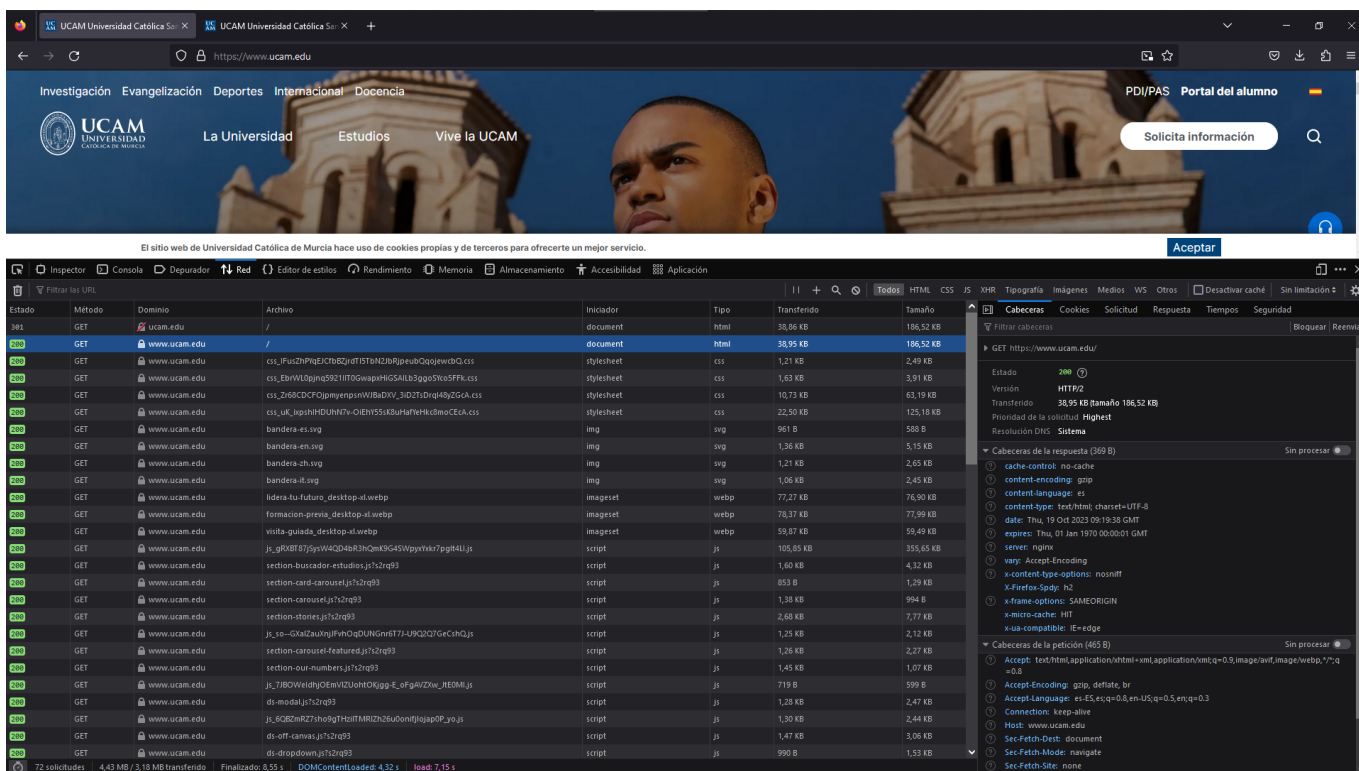 UCAM Universidad Católica San
UCAM Universidad Católica San
https://www.ucam.edu
Investigación Evangelización Deportes Internacional Docencia
PDI/PAS Portal del alumno
UCAM
UNIVERSIDAD
CATÓLICA DE MURCIA
La Universidad Estudios Vive la UCAM
Solicita información
El sitio web de Universidad Católica de Murcia hace uso de cookies propias y de terceros para ofrecerte un mejor servicio.
Aceptar
Inspector Consola Depurador Red Editor de estilos Rendimiento Memoria Almacenamiento Accesibilidad Aplicación
Filtrar las URL
Todos HTML CSS JS XHR Tipografía Imágenes Medios WS Otros Desactivar caché Sin limitación
Estado Método Dominio Archivo Iniciador Tipo Transferido Tamaño
301 GET ucam.edu / document html 38,86 KB 186,52 KB
200 GET www.ucam.edu / document html 38,95 KB 186,52 KB
200 GET www.ucam.edu stylesheet css 1,21 KB 2,49 KB
200 GET www.ucam.edu stylesheet css 1,63 KB 3,91 KB
200 GET www.ucam.edu stylesheet css 10,73 KB 63,19 KB
200 GET www.ucam.edu stylesheet css 22,50 KB 125,18 KB
200 GET www.ucam.edu bandera-es.svg img svg 961 B 588 B
200 GET www.ucam.edu bandera-en.svg img svg 1,36 KB 5,15 KB
200 GET www.ucam.edu bandera-zh.svg img svg 1,21 KB 2,65 KB
200 GET www.ucam.edu bandera-it.svg img svg 1,06 KB 2,45 KB
200 GET www.ucam.edu lidera-tu-futuro_desktop-xl.webp imageset webp 77,27 KB 76,90 KB
200 GET www.ucam.edu formacion-previa_desktop-xl.webp imageset webp 78,37 KB 77,99 KB
200 GET www.ucam.edu visita-guiada_desktop-xl.webp imageset webp 59,87 KB 59,49 KB
200 GET www.ucam.edu script js 105,85 KB 355,65 KB
200 GET www.ucam.edu section-buscador-estudios.js?s2rq93 script js 1,60 KB 4,32 KB
200 GET www.ucam.edu section-card-carousel.js?s2rq93 script js 853 B 1,29 KB
200 GET www.ucam.edu section-carousel.js?s2rq93 script js 1,38 KB 994 B
200 GET www.ucam.edu section-stories.js?s2rq93 script js 2,68 KB 7,77 KB
200 GET www.ucam.edu script js 1,25 KB 2,12 KB
200 GET www.ucam.edu section-carousel-featured.js?s2rq93 script js 1,26 KB 2,27 KB
200 GET www.ucam.edu section-our-numbers.js?s2rq93 script js 1,45 KB 1,07 KB
200 GET www.ucam.edu script js 719 B 599 B
200 GET www.ucam.edu ds-modal.js?s2rq93 script js 1,28 KB 2,47 KB
200 GET www.ucam.edu script js 1,30 KB 2,44 KB
200 GET www.ucam.edu ds-off-canvas.js?s2rq93 script js 1,47 KB 3,06 KB
200 GET www.ucam.edu ds-dropdown.js?s2rq93 script js 990 B 1,53 KB
72 solicitudes 4,43 MB / 3,18 MB transferido Finalizado: 8,55 s DOMContentLoaded: 4,32 s load: 7,15 s
Cabeceras Cookies Solicitud Respuesta Tiempos Seguridad
Filtrar cabeceras Bloquear Reenvia
GET https://www.ucam.edu/
Estado 200
Versión HTTP/2
Transferido 38,95 KB (tamaño 186,52 KB)
Prioridad de la solicitud Highest
Resolución DNS Sistema
Cabeceras de la respuesta (369 B) Sin procesar
cache-control: no-cache
content-encoding: gzip
content-language: es
content-type: text/html; charset=UTF-8
date: Thu, 19 Oct 2023 09:19:38 GMT
expires: Thu, 01 Jan 1970 00:00:01 GMT
server: nginx
vary: Accept-Encoding
x-content-type-options: nosniff
X-Firefox-Spdy: h2
x-frame-options: SAMEORIGIN
x-micro-cache: HIT
x-ua-compatible: IE=edge
Cabeceras de la petición (465 B) Sin procesar
Accept: text/html,application/xhtml+xml,application/xml;q=0.9,image/avif,image/webp,*/*;q
=0.8
Accept-Encoding: gzip, deflate, br
Accept-Language: es-ES,es;q=0.8,en-US;q=0.5,en;q=0.3
Connection: keep-alive
Host: www.ucam.edu
Sec-Fetch-Dest: document
Sec-Fetch-Mode: navigate
Sec-Fetch-Site: none